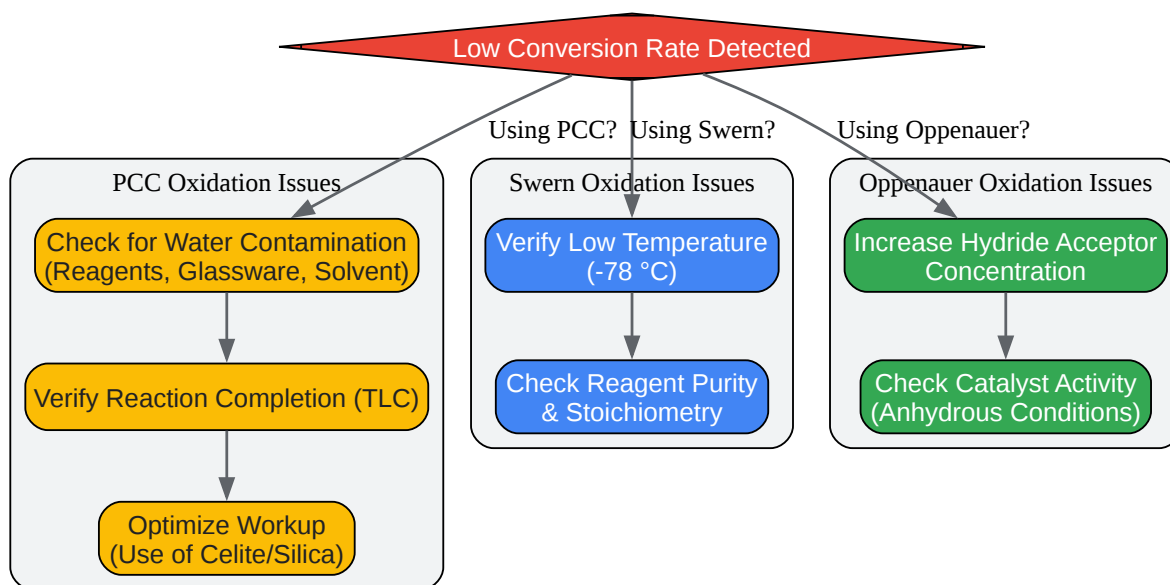 Low Conversion Rate Detected
Using PCC?
Using Swern?
Using Oppenauer?
PCC Oxidation Issues
Check for Water Contamination
(Reagents, Glassware, Solvent)
Verify Reaction Completion (TLC)
Optimize Workup
(Use of Celite/Silica)
Swern Oxidation Issues
Verify Low Temperature
(-78 °C)
Check Reagent Purity
& Stoichiometry
Oppenauer Oxidation Issues
Increase Hydride Acceptor
Concentration
Check Catalyst Activity
(Anhydrous Conditions)